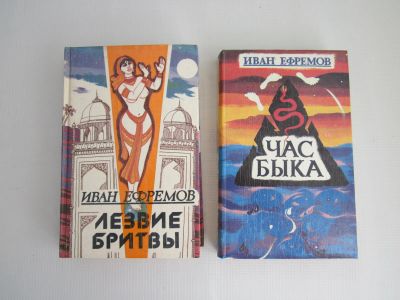 ИВАН ЕФРЕМОВ
ЛЕЗВИЕ
БРИТВЫ
ИВАН ЕФРЕМОВ
ЧАС
БЫКА